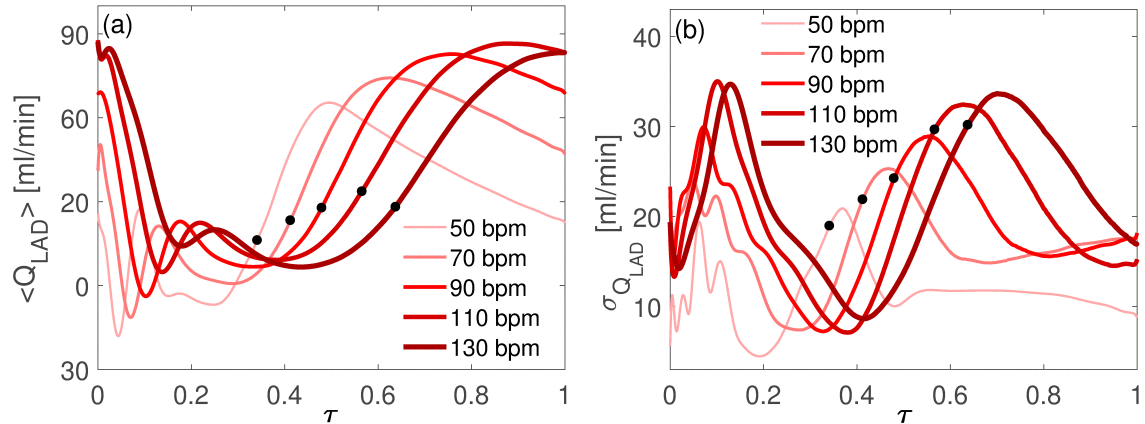 (a)
90
60
20
0
30
<Q_LAD> [ml/min]
50 bpm
70 bpm
90 bpm
110 bpm
130 bpm
0 0.2 0.4 0.6 0.8 1
τ
(b)
40
30
20
10
σ_Q_LAD [ml/min]
50 bpm
70 bpm
90 bpm
110 bpm
130 bpm
0 0.2 0.4 0.6 0.8 1
τ